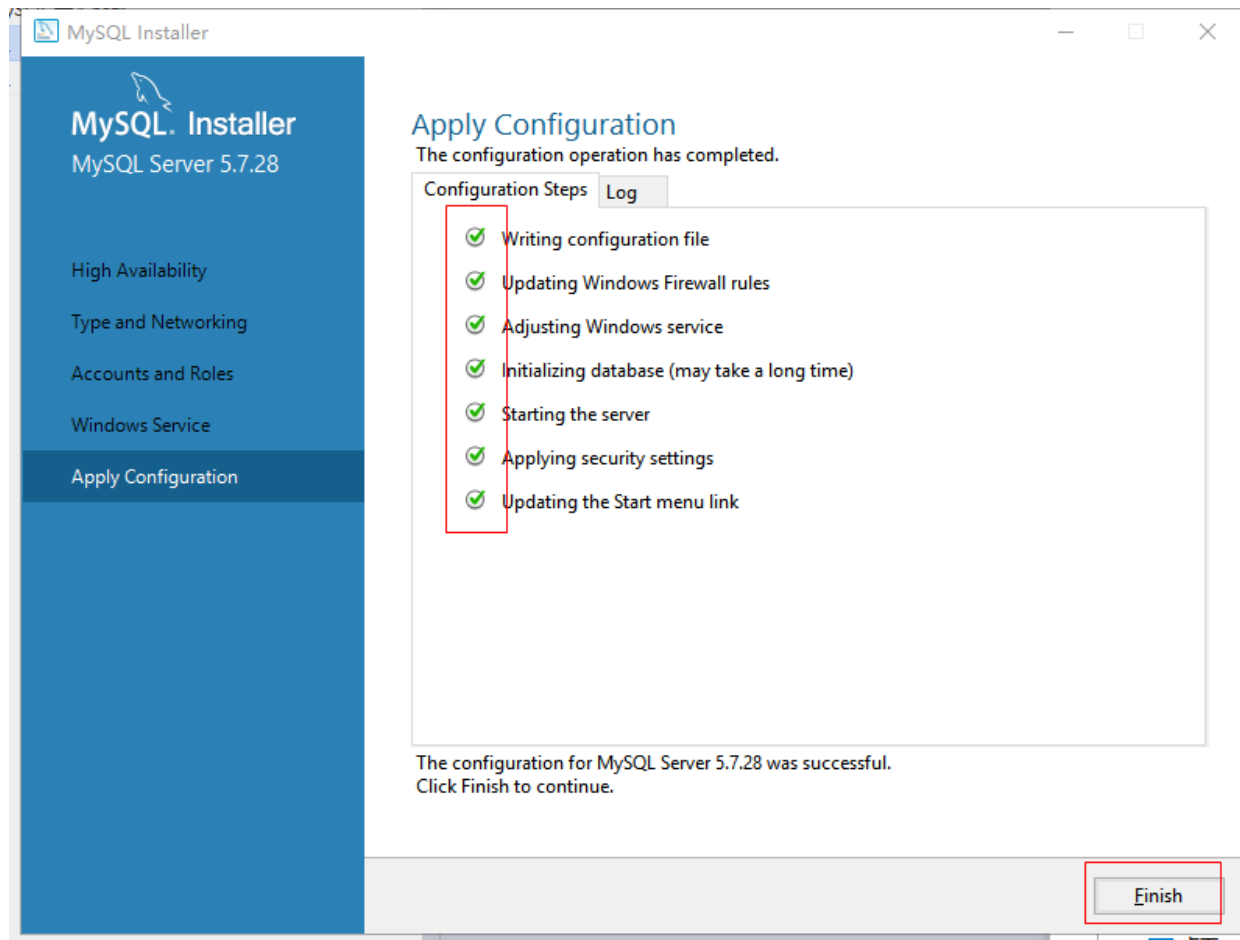 MySQL Installer
MySQL. Installer
MySQL Server 5.7.28
High Availability
Type and Networking
Accounts and Roles
Windows Service
Apply Configuration
Apply Configuration
The configuration operation has completed.
Configuration Steps
Log
Writing configuration file
Updating Windows Firewall rules
Adjusting Windows service
Initializing database (may take a long time)
Starting the server
Applying security settings
Updating the Start menu link
The configuration for MySQL Server 5.7.28 was successful.
Click Finish to continue.
Finish